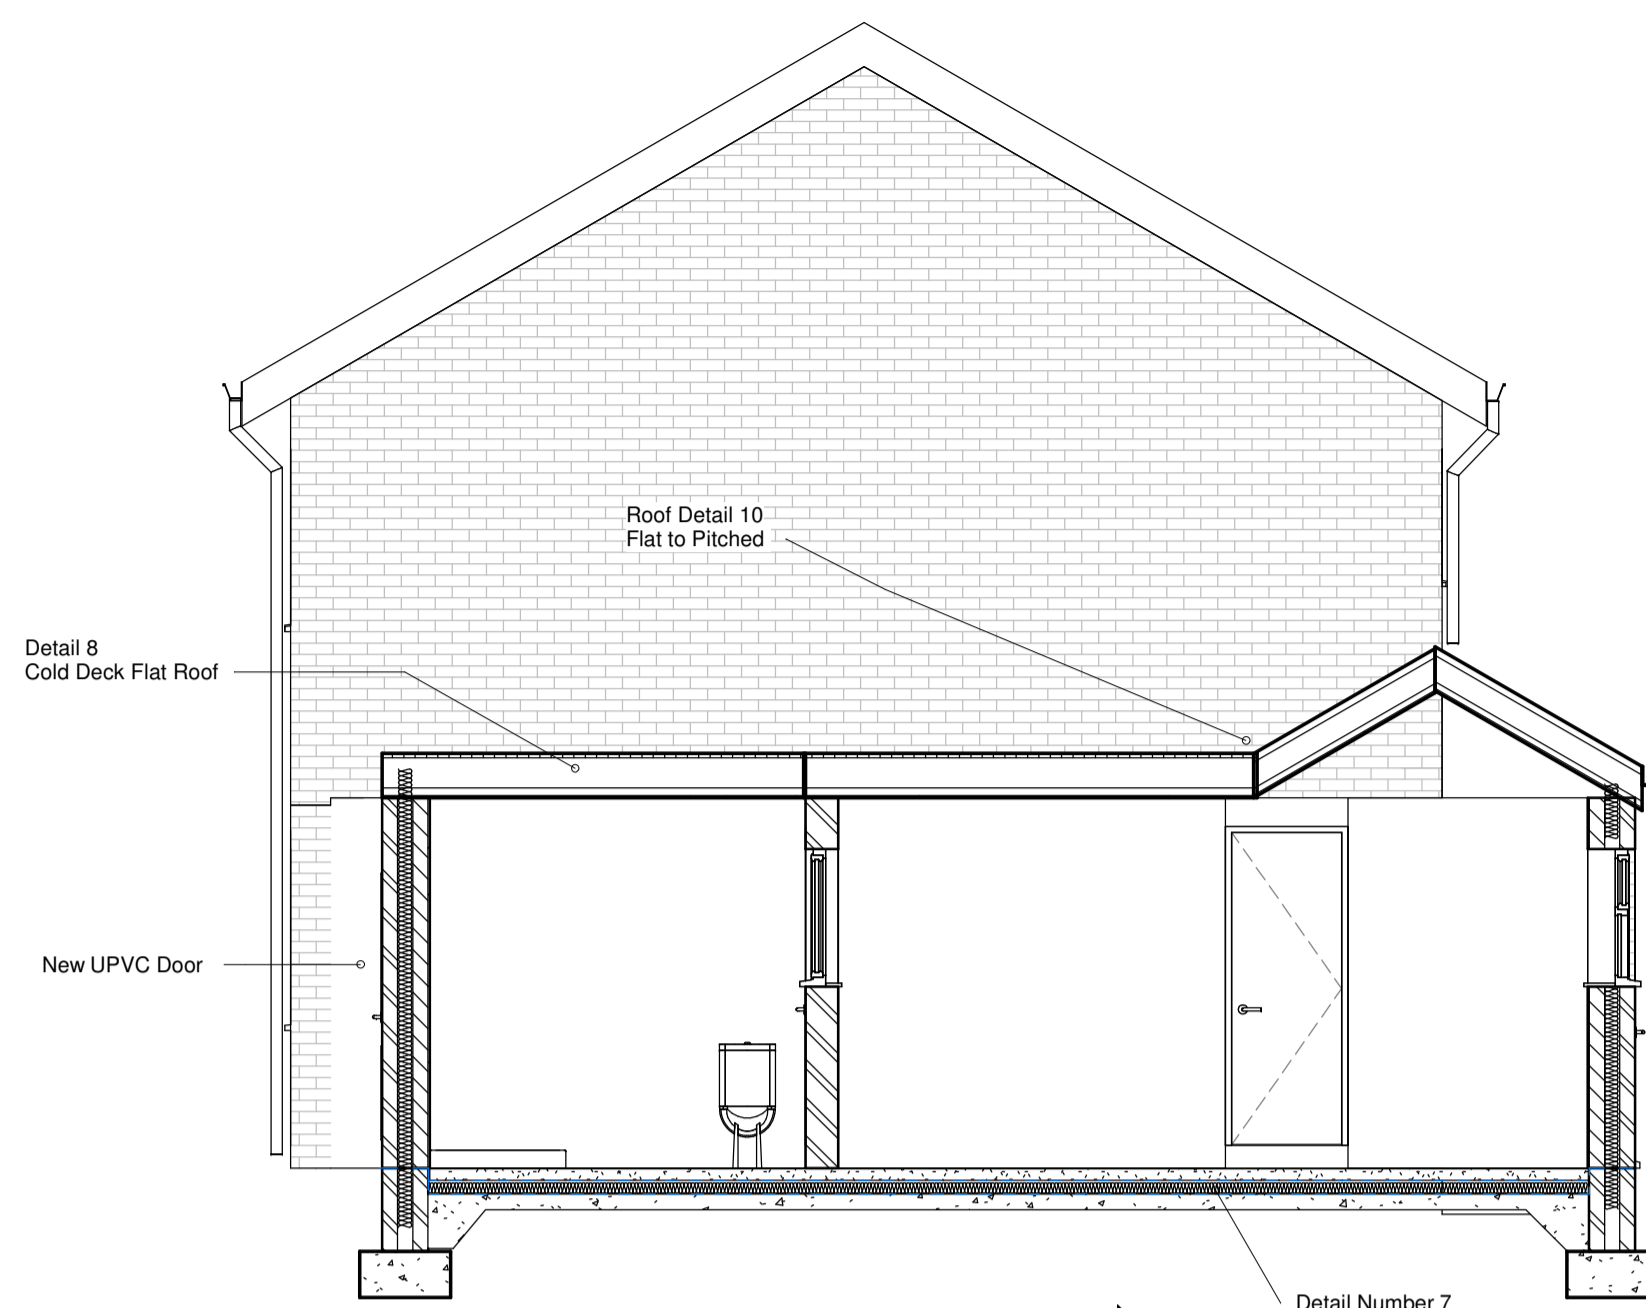 Roof Detail 10
Flat to Pitched
Detail 8
Cold Deck Flat Roof
New UPVC Door
Detail Number 7